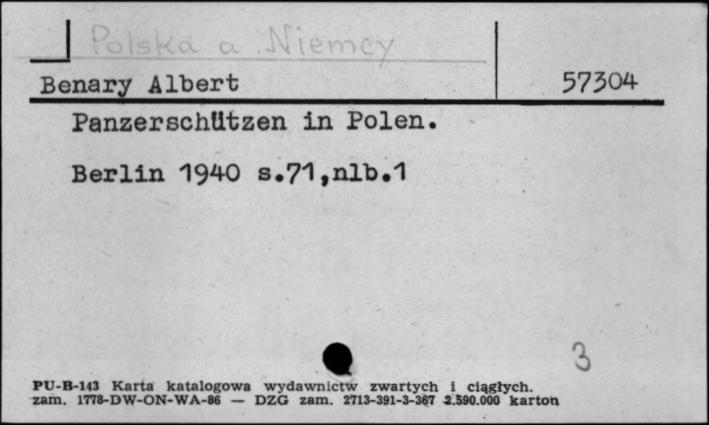 Polska a Niemcy
Benary Albert 57304
Panzerschützen in Polen.
Berlin 1940 s.71,nlb.1
3
PU-B-143 Karta katalogowa wydawnictw zwartych i ciągłych.
zam. 1778-DW-ON-WA-86 — DZG zam. 2713-391-3-367 2.590.000 karton